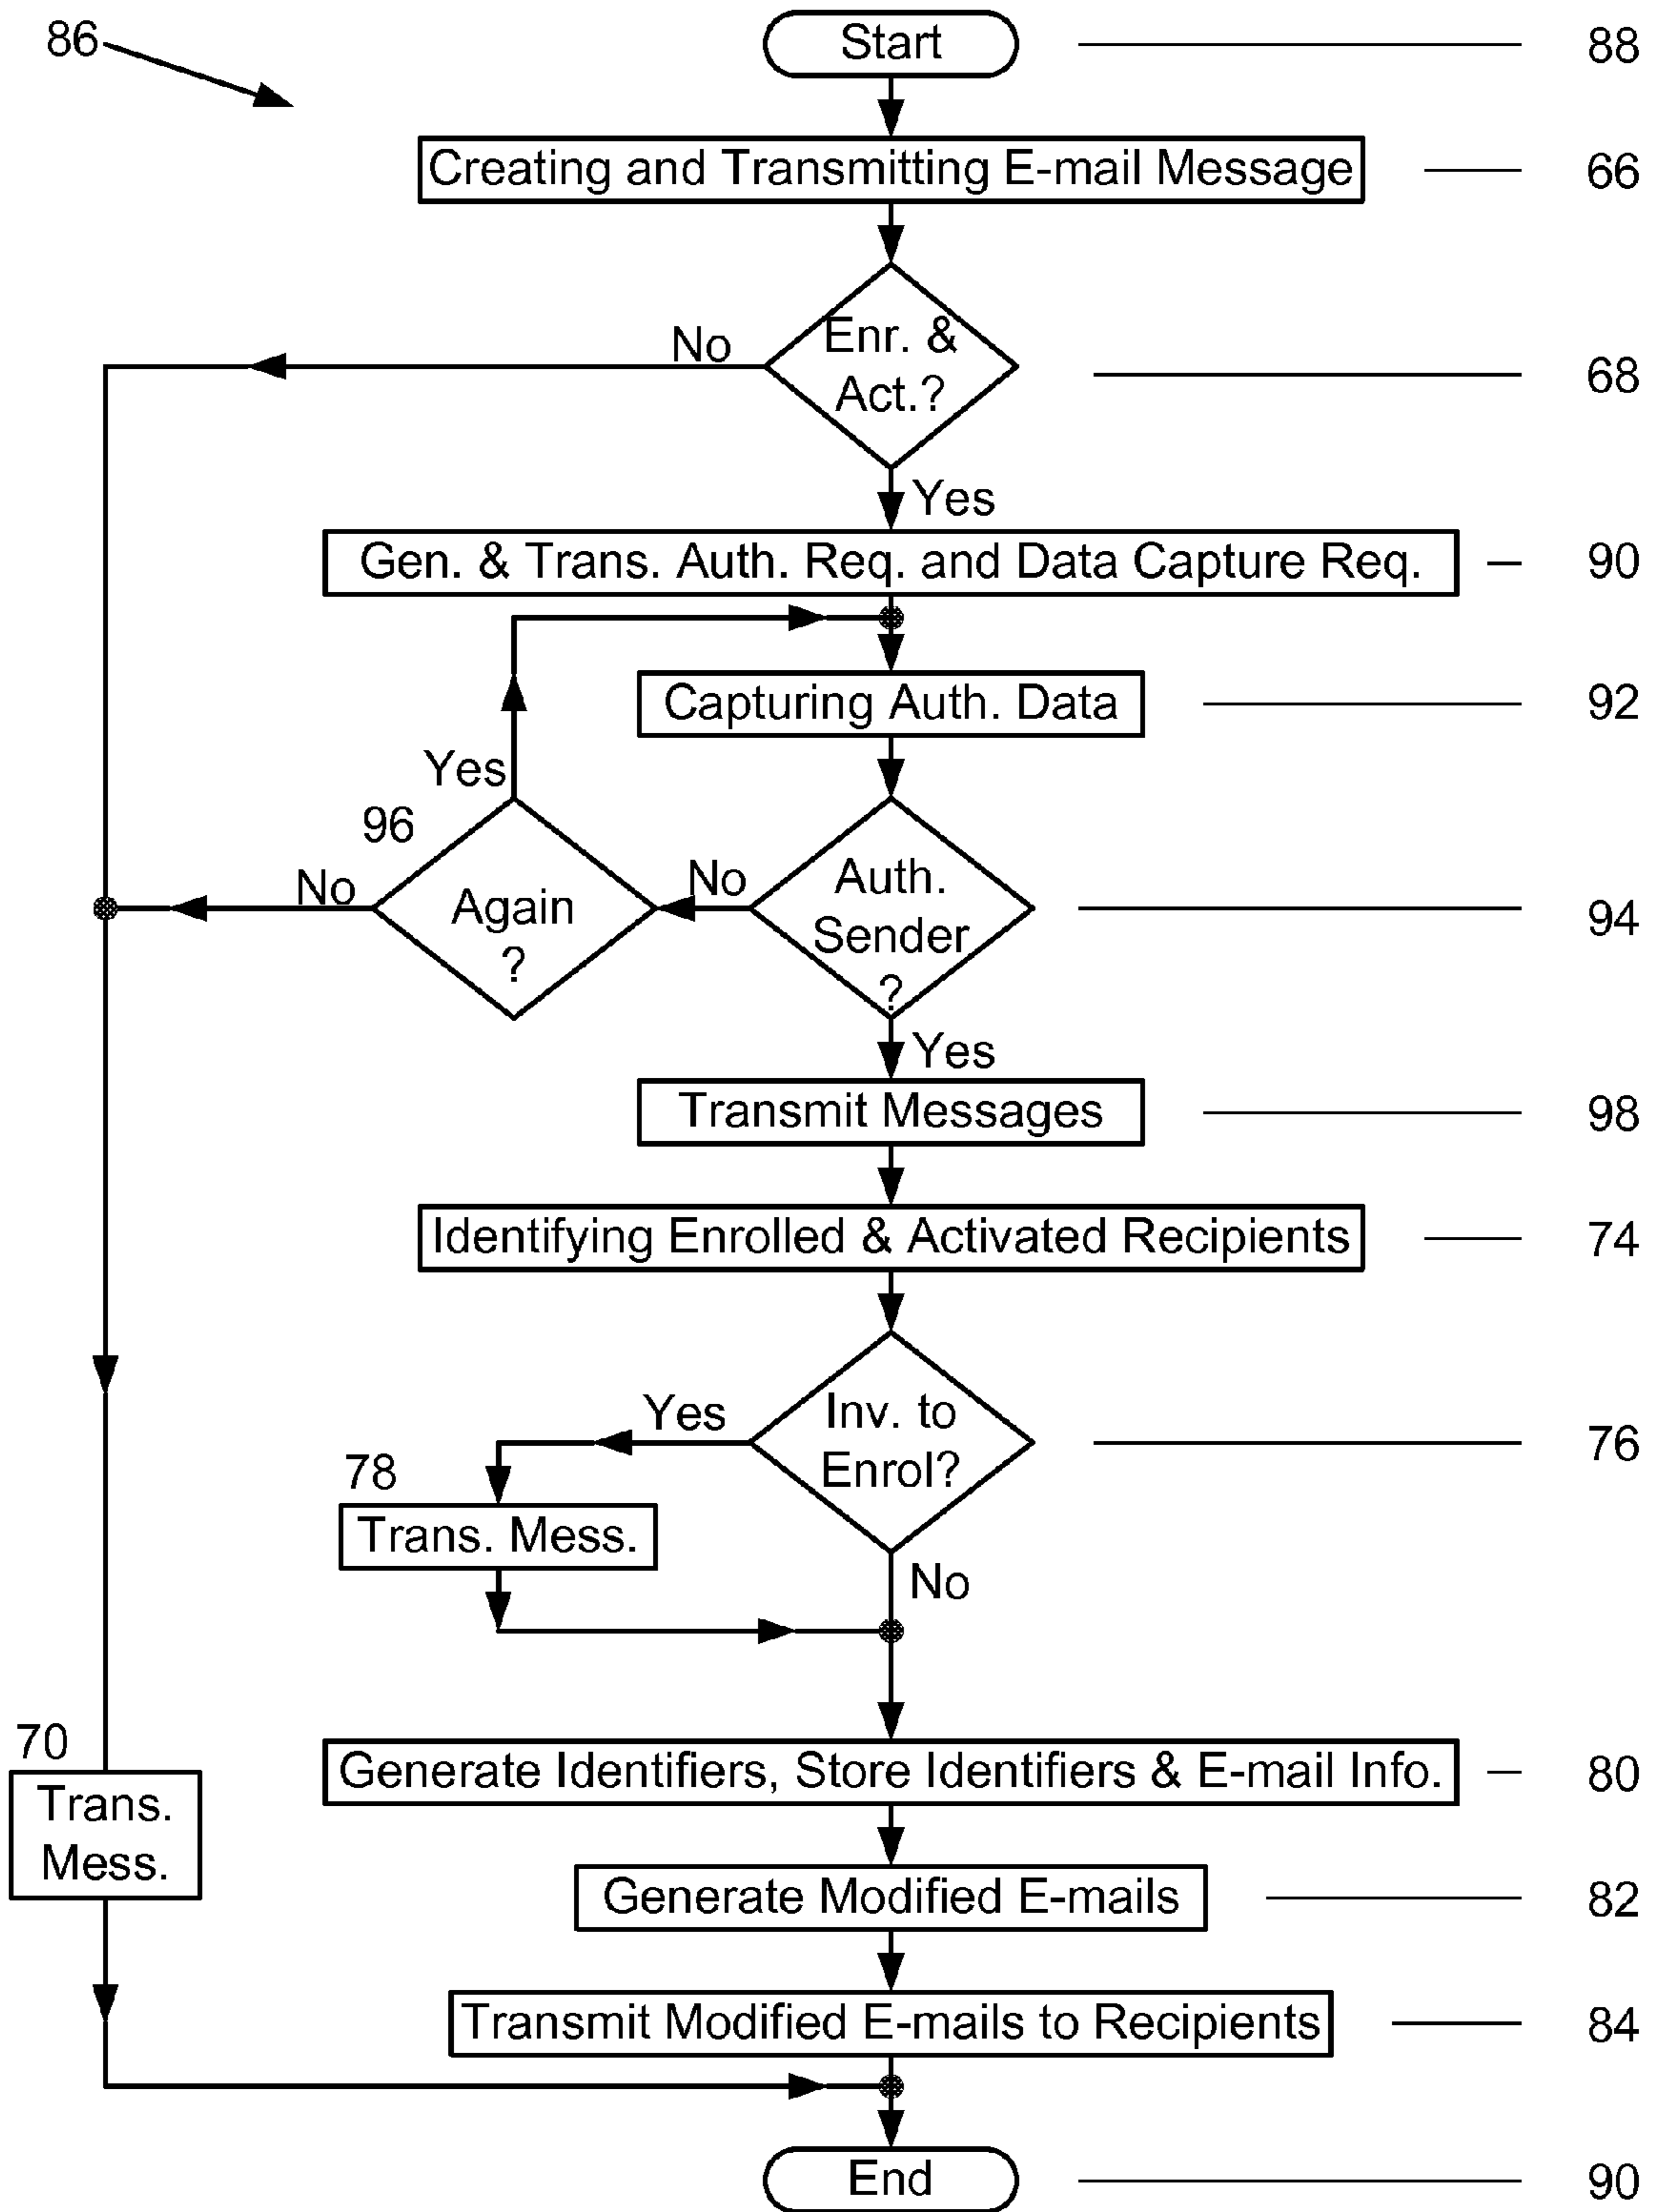 86
Start
88
Creating and Transmitting E-mail Message
66
No
Enr. &
Act.?
68
Yes
Gen. & Trans. Auth. Req. and Data Capture Req.
90
Capturing Auth. Data
92
Yes
96
No
Again
?
No
Auth.
Sender
?
94
Yes
Transmit Messages
98
Identifying Enrolled & Activated Recipients
74
Yes
Inv. to
Enrol?
76
78
Trans. Mess.
No
70
Trans.
Mess.
Generate Identifiers, Store Identifiers & E-mail Info.
80
Generate Modified E-mails
82
Transmit Modified E-mails to Recipients
84
End
90